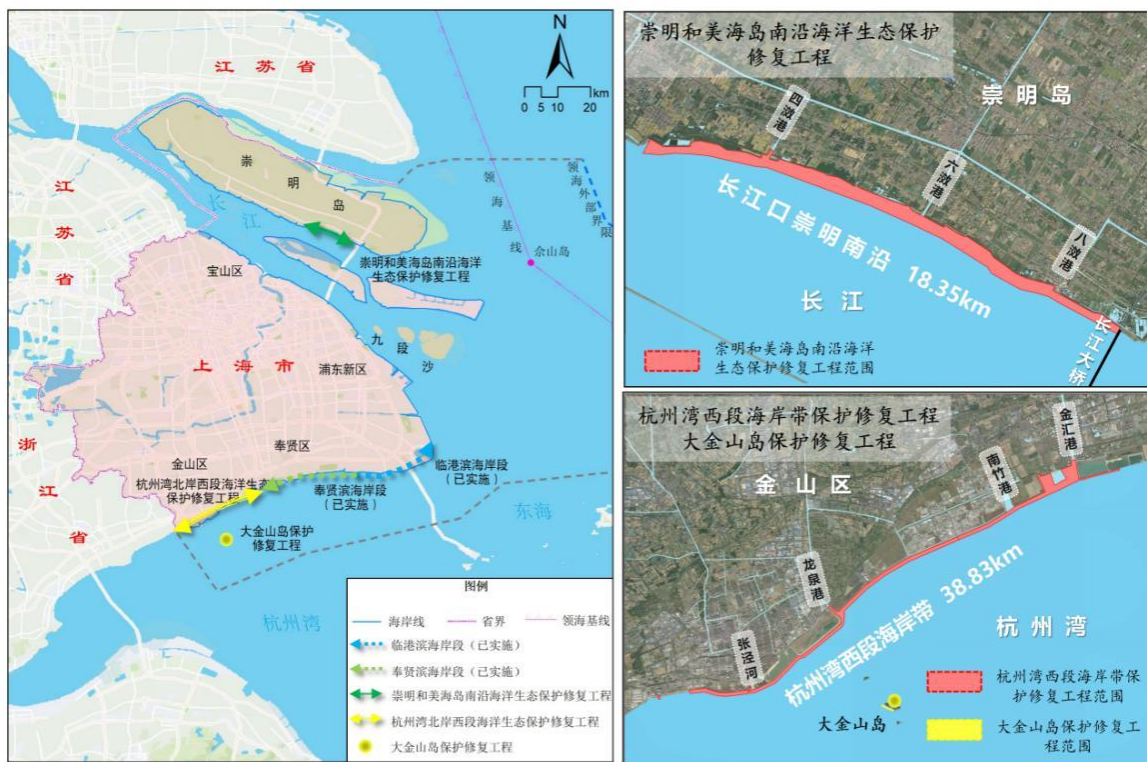 江苏省
N
km
0 5 10 20
崇明岛
江苏省
长江
领海基线
领海外部界限
佘山岛
崇明和美海岛南沿海洋
生态保护修复工程
宝山区
九段沙
上海市
浦东新区
浙江省
奉贤区
金山区
杭州湾北岸西段海洋生态
保护修复工程
临港滨海岸段
（已实施）
奉贤滨海岸段
（已实施）
大金山岛保护
修复工程
东海
杭州湾
图例
海岸线 省界 领海基线
临港滨海岸段（已实施）
奉贤滨海岸段（已实施）
崇明和美海岛南沿海洋生态保护修复工程
杭州湾北岸西段海洋生态保护修复工程
大金山岛保护修复工程
崇明和美海岛南沿海洋生态保护
修复工程
崇明岛
四滧港
六滧港
八滧港
长江口崇明南沿 18.35km
长江
长江大桥
崇明和美海岛南沿海洋
生态保护修复工程范围
杭州湾西段海岸带保护修复工程
大金山岛保护修复工程
金汇港
南竹港
金山区
龙泉港
张泾河
杭州湾西段海岸带 38.83km
杭州湾
大金山岛
杭州湾西段海岸带保
护修复工程范围
大金山岛保护修复工
程范围